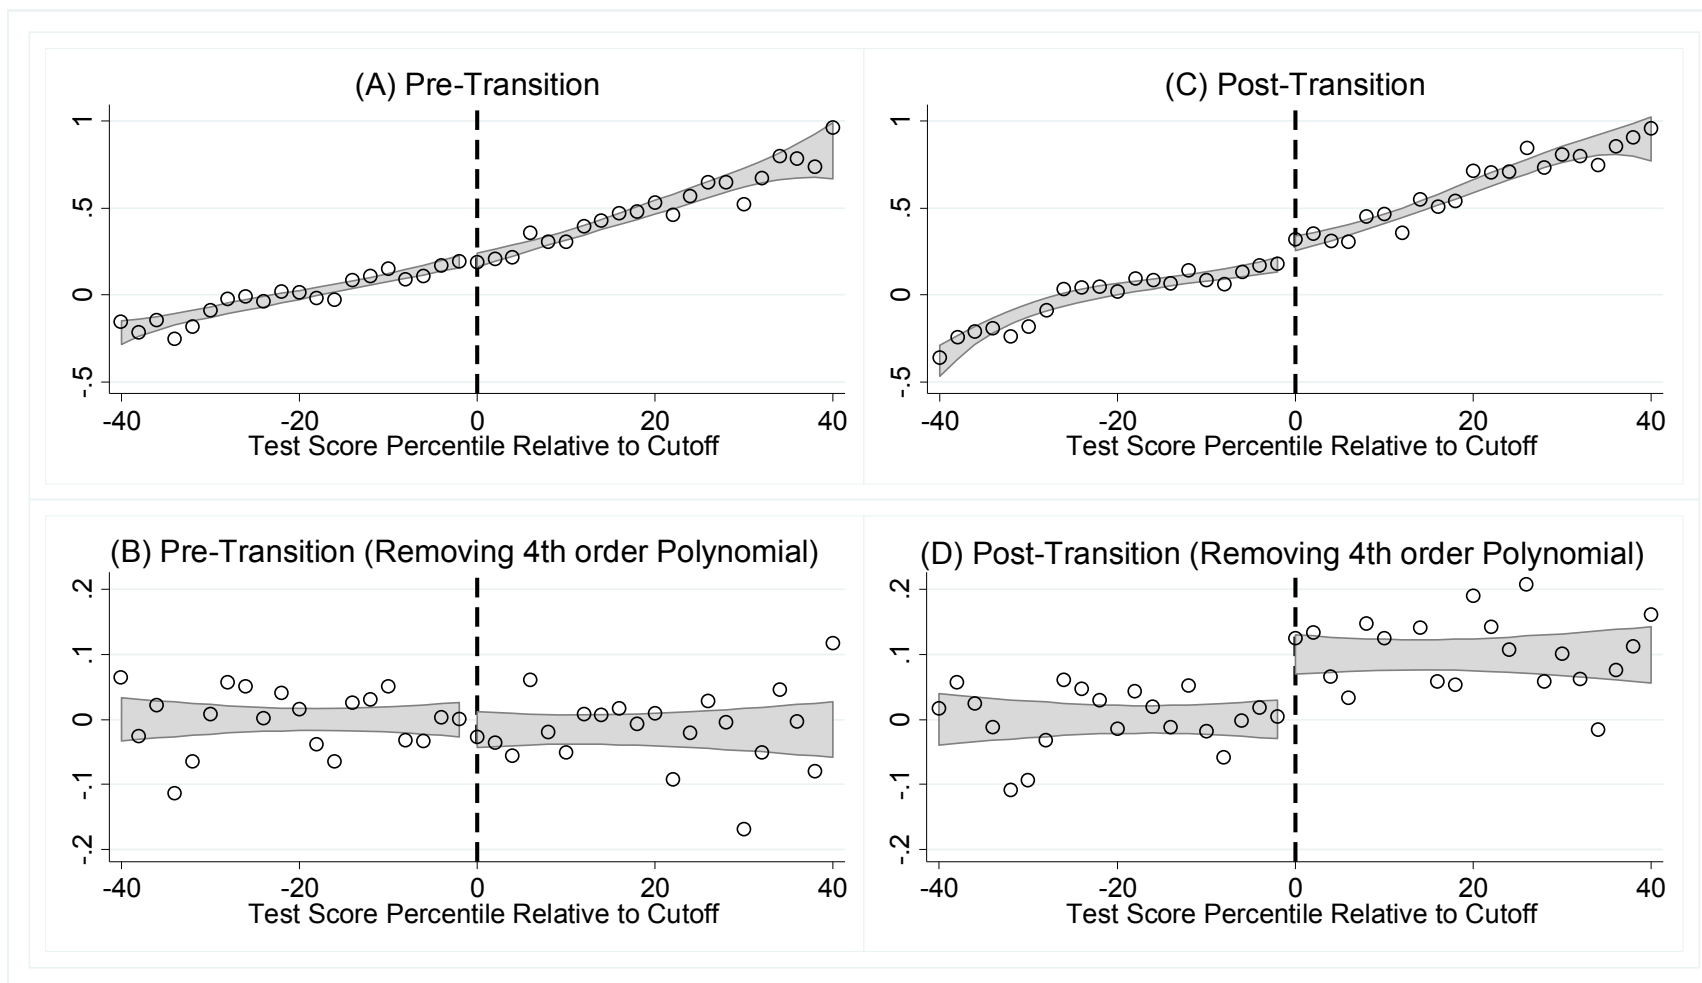 (A) Pre-Transition
1
.5
0
-.5
-40 -20 0 20 40
Test Score Percentile Relative to Cutoff
(C) Post-Transition
1
.5
0
-.5
-40 -20 0 20 40
Test Score Percentile Relative to Cutoff
(B) Pre-Transition (Removing 4th order Polynomial)
.2
.1
0
-.1
-.2
-40 -20 0 20 40
Test Score Percentile Relative to Cutoff
(D) Post-Transition (Removing 4th order Polynomial)
.2
.1
0
-.1
-.2
-40 -20 0 20 40
Test Score Percentile Relative to Cutoff